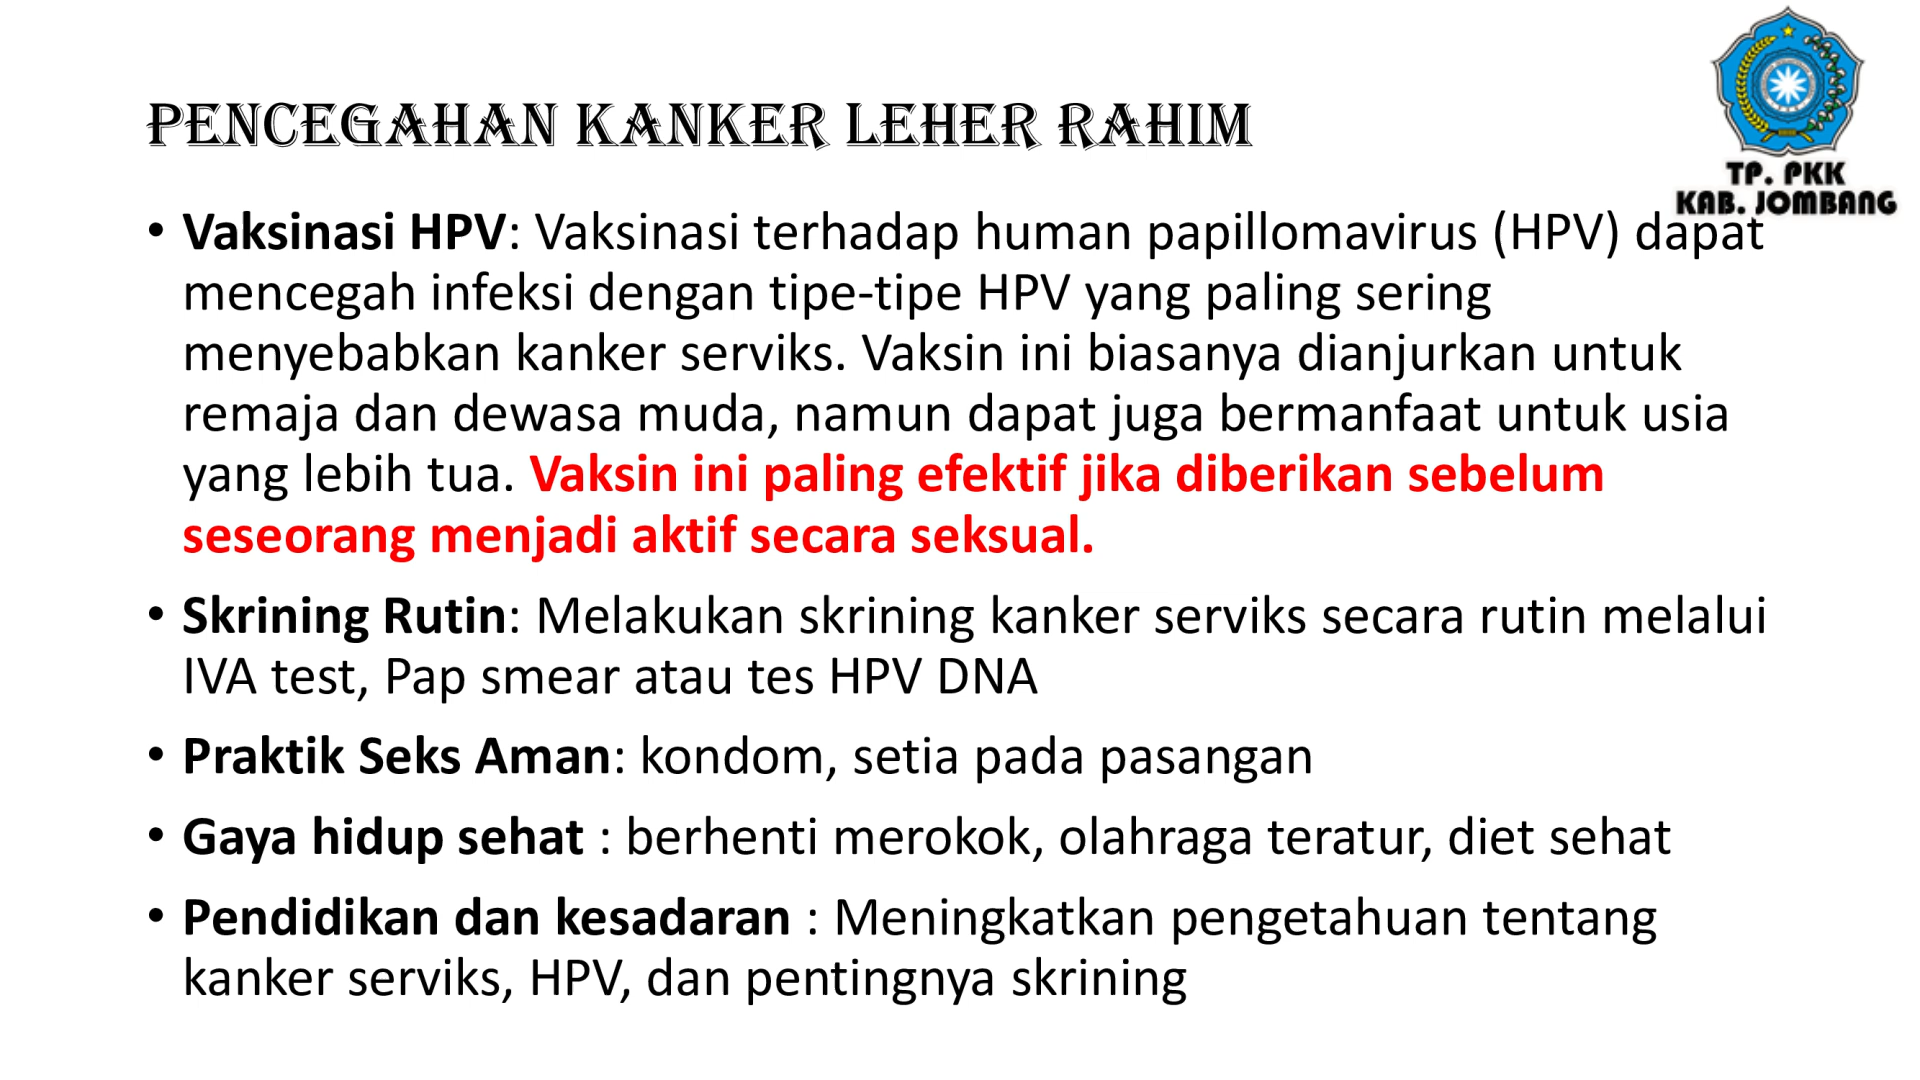 PENCEGAHAN KANKER LEHER RAHIM
TP. PKK
KAB. JOMBANG
• Vaksinasi HPV: Vaksinasi terhadap human papillomavirus (HPV) dapat
mencegah infeksi dengan tipe-tipe HPV yang paling sering
menyebabkan kanker serviks. Vaksin ini biasanya dianjurkan untuk
remaja dan dewasa muda, namun dapat juga bermanfaat untuk usia
yang lebih tua. Vaksin ini paling efektif jika diberikan sebelum
seseorang menjadi aktif secara seksual.
• Skrining Rutin: Melakukan skrining kanker serviks secara rutin melalui
IVA test, Pap smear atau tes HPV DNA
• Praktik Seks Aman: kondom, setia pada pasangan
• Gaya hidup sehat : berhenti merokok, olahraga teratur, diet sehat
• Pendidikan dan kesadaran : Meningkatkan pengetahuan tentang
kanker serviks, HPV, dan pentingnya skrining